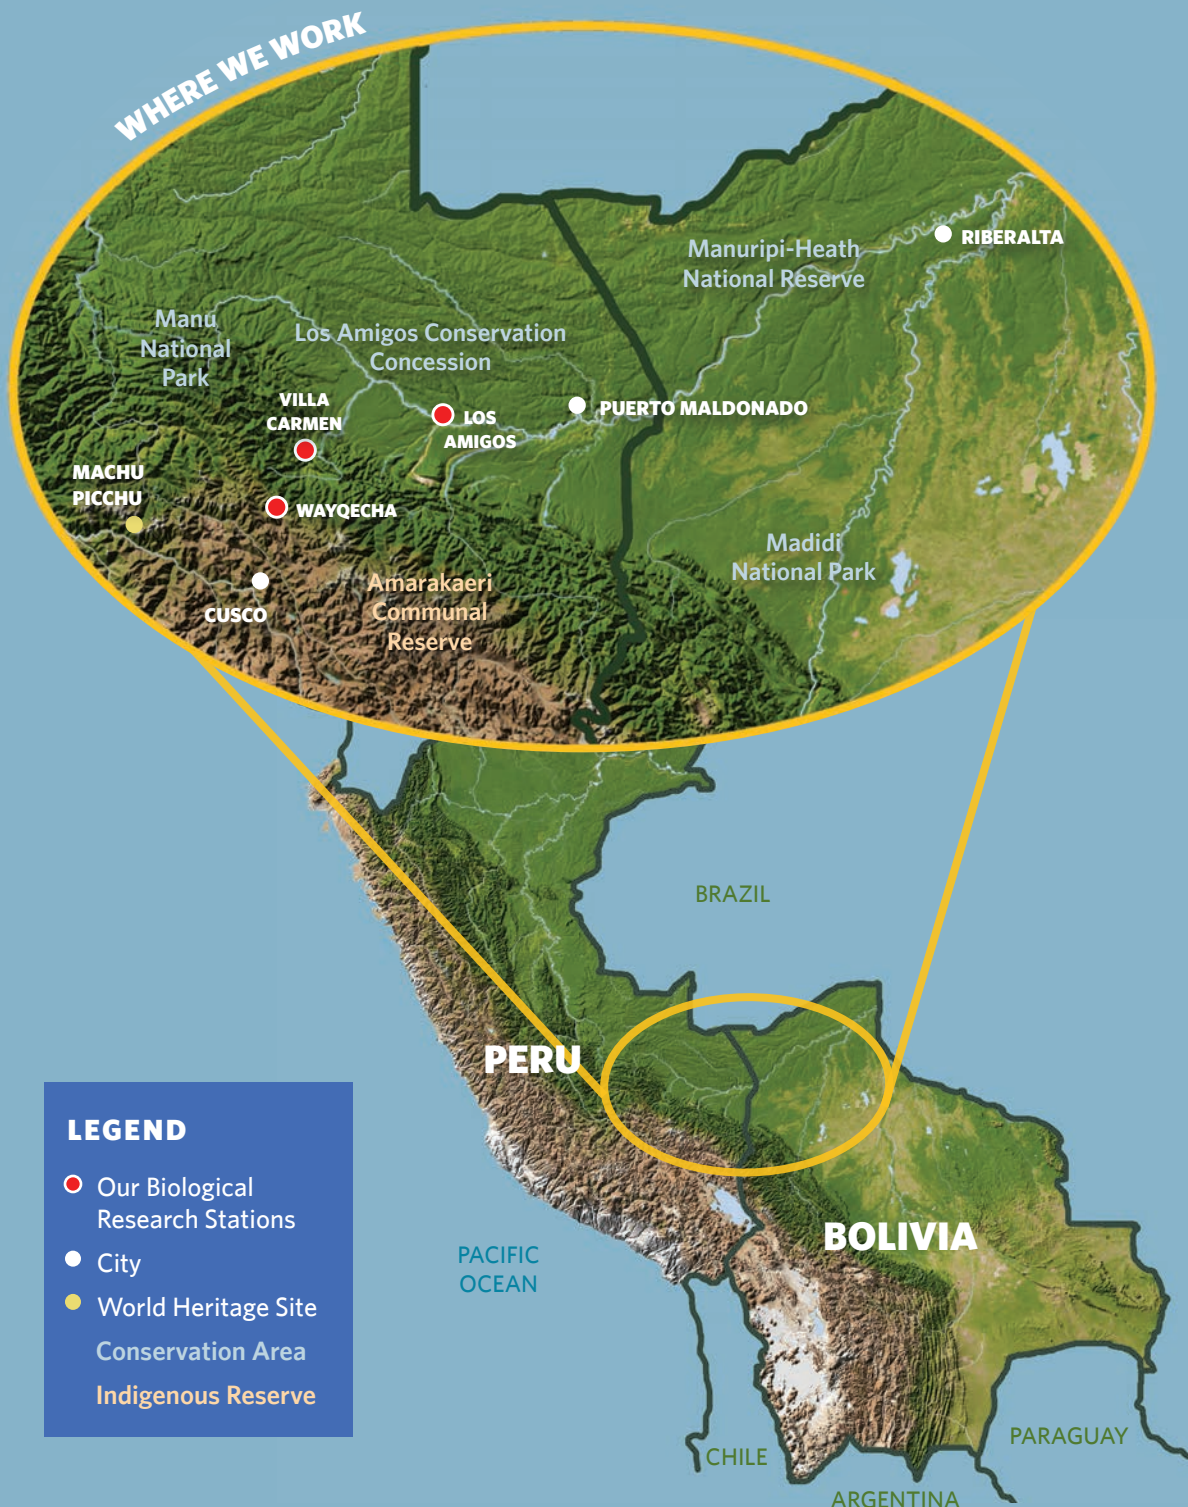 WHERE WE WORK
Manuripi-Heath
National Reserve
RIBERALTA
Manu
National
Park
Los Amigos Conservation
Concession
VILLA
CARMEN
LOS
AMIGOS
PUERTO MALDONADO
MACHU
PICCHU
WAYQECHA
Madidi
National Park
CUSCO
Amarakaeri
Communal
Reserve
BRAZIL
PERU
BOLIVIA
PACIFIC
OCEAN
CHILE
PARAGUAY
ARGENTINA
LEGEND
Our Biological
Research Stations
City
World Heritage Site
Conservation Area
Indigenous Reserve